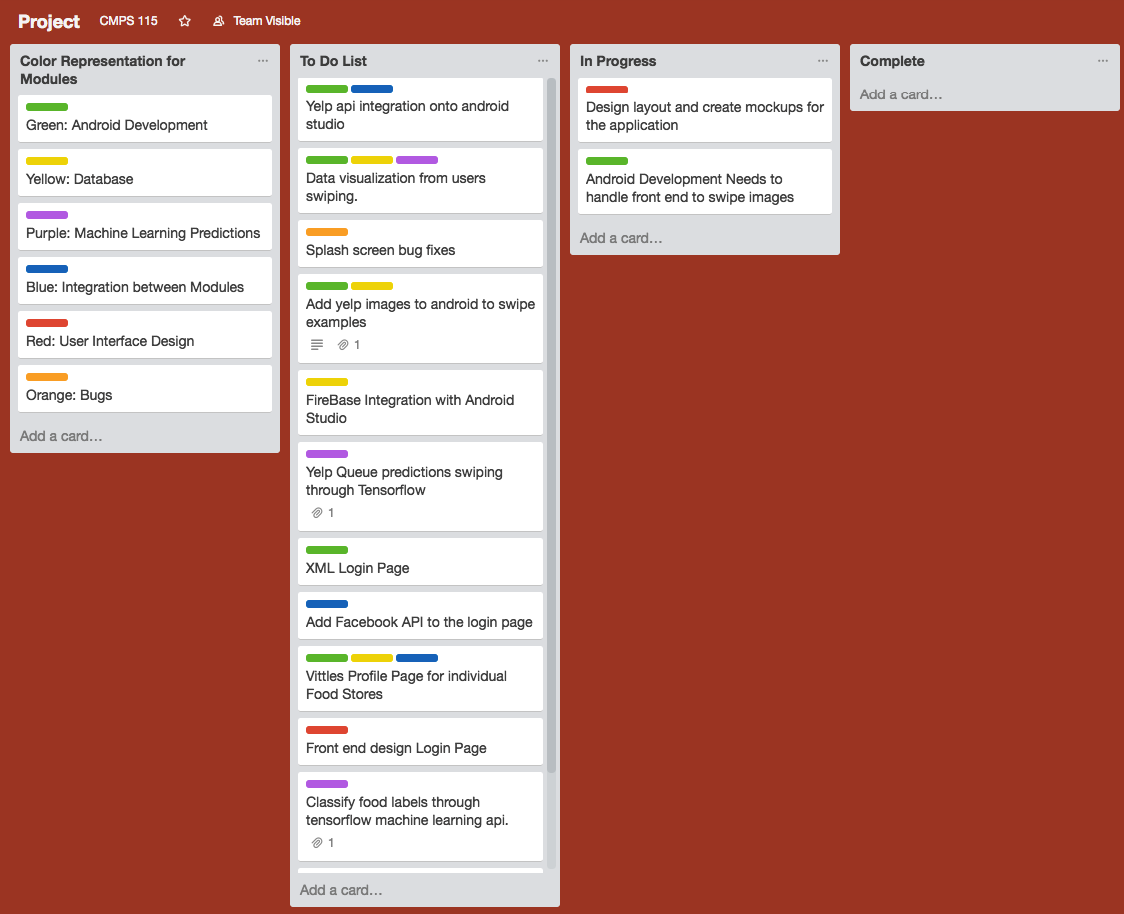 Project CMPS 115 Team Visible
Color Representation for
Modules
Green: Android Development
Yellow: Database
Purple: Machine Learning Predictions
Blue: Integration between Modules
Red: User Interface Design
Orange: Bugs
Add a card…
To Do List
Yelp api integration onto android
studio
Data visualization from users
swiping.
Splash screen bug fixes
Add yelp images to android to swipe
examples
1
FireBase Integration with Android
Studio
Yelp Queue predictions swiping
through Tensorflow
1
XML Login Page
Add Facebook API to the login page
Vittles Profile Page for individual
Food Stores
Front end design Login Page
Classify food labels through
tensorflow machine learning api.
1
Add a card…
In Progress
Design layout and create mockups for
the application
Android Development Needs to
handle front end to swipe images
Add a card…
Complete
Add a card…